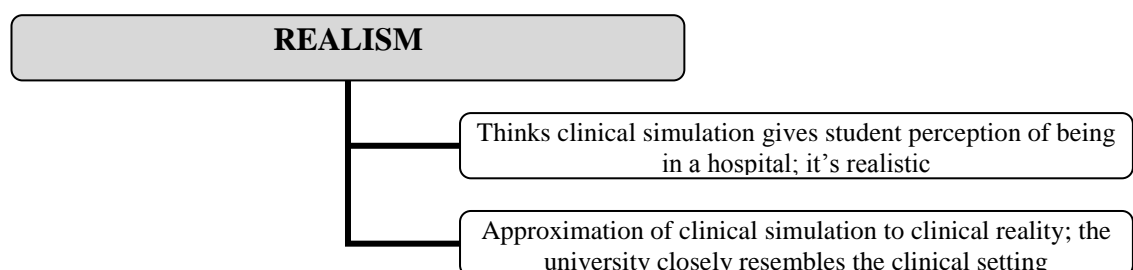 REALISM
Thinks clinical simulation gives student perception of being
in a hospital; it’s realistic
Approximation of clinical simulation to clinical reality; the
university closely resembles the clinical setting